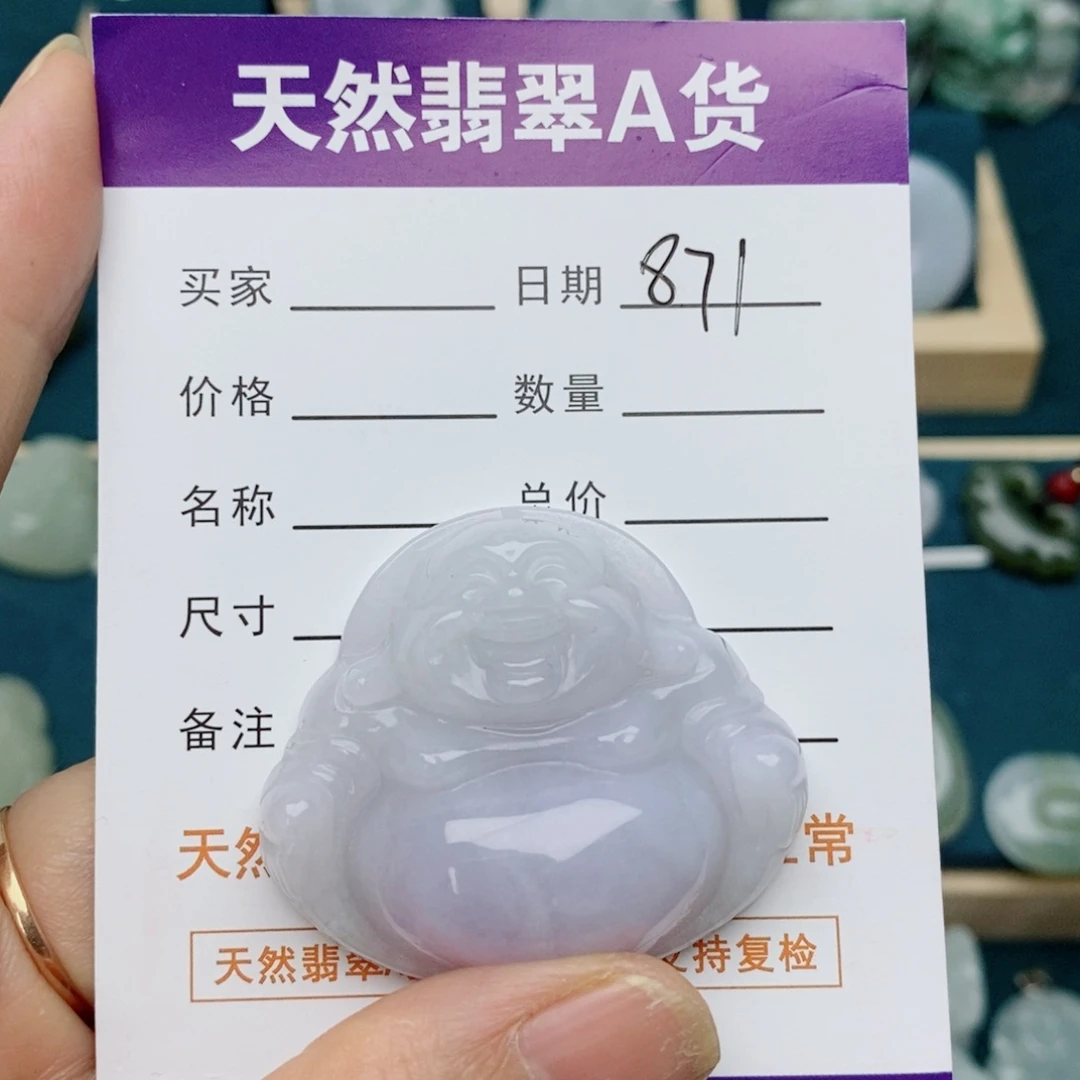 天然翡翠A货
买家 日期 871
价格 数量
名称 总价
尺寸
备注
天然 常
天然翡翠 支持复检